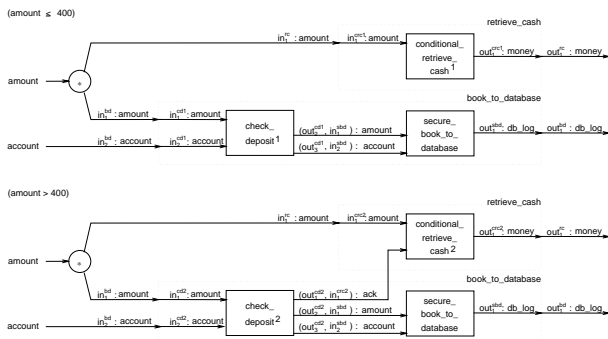 (amount ≤ 400)
retrieve_cash
in₁ʳᶜ : amount
in₁ᶜʳᶜ¹ : amount
conditional_
retrieve_
cash¹
out₁ᶜʳᶜ¹ : money
out₁ʳᶜ : money
amount
*
in₁ᵇᵈ : amount
in₁ᶜᵈ¹ : amount
book_to_database
check_
deposit¹
(out₂ᶜᵈ¹, in₁ˢᵇᵈ) : amount
secure_
book_to_
database
out₁ˢᵇᵈ : db_log
out₁ᵇᵈ : db_log
account
in₂ᵇᵈ : account
in₂ᶜᵈ¹ : account
(out₃ᶜᵈ¹, in₂ˢᵇᵈ) : account
(amount > 400)
retrieve_cash
in₁ʳᶜ : amount
in₁ᶜʳᶜ² : amount
conditional_
retrieve_
cash²
out₁ᶜʳᶜ² : money
out₁ʳᶜ : money
amount
*
book_to_database
in₁ᵇᵈ : amount
in₁ᶜᵈ² : amount
check_
deposit²
(out₁ᶜᵈ², in₂ᶜʳᶜ²) : ack
(out₂ᶜᵈ², in₁ˢᵇᵈ) : amount
secure_
book_to_
database
out₁ˢᵇᵈ : db_log
out₁ᵇᵈ : db_log
account
in₂ᵇᵈ : account
in₂ᶜᵈ² : account
(out₃ᶜᵈ², in₂ˢᵇᵈ) : account